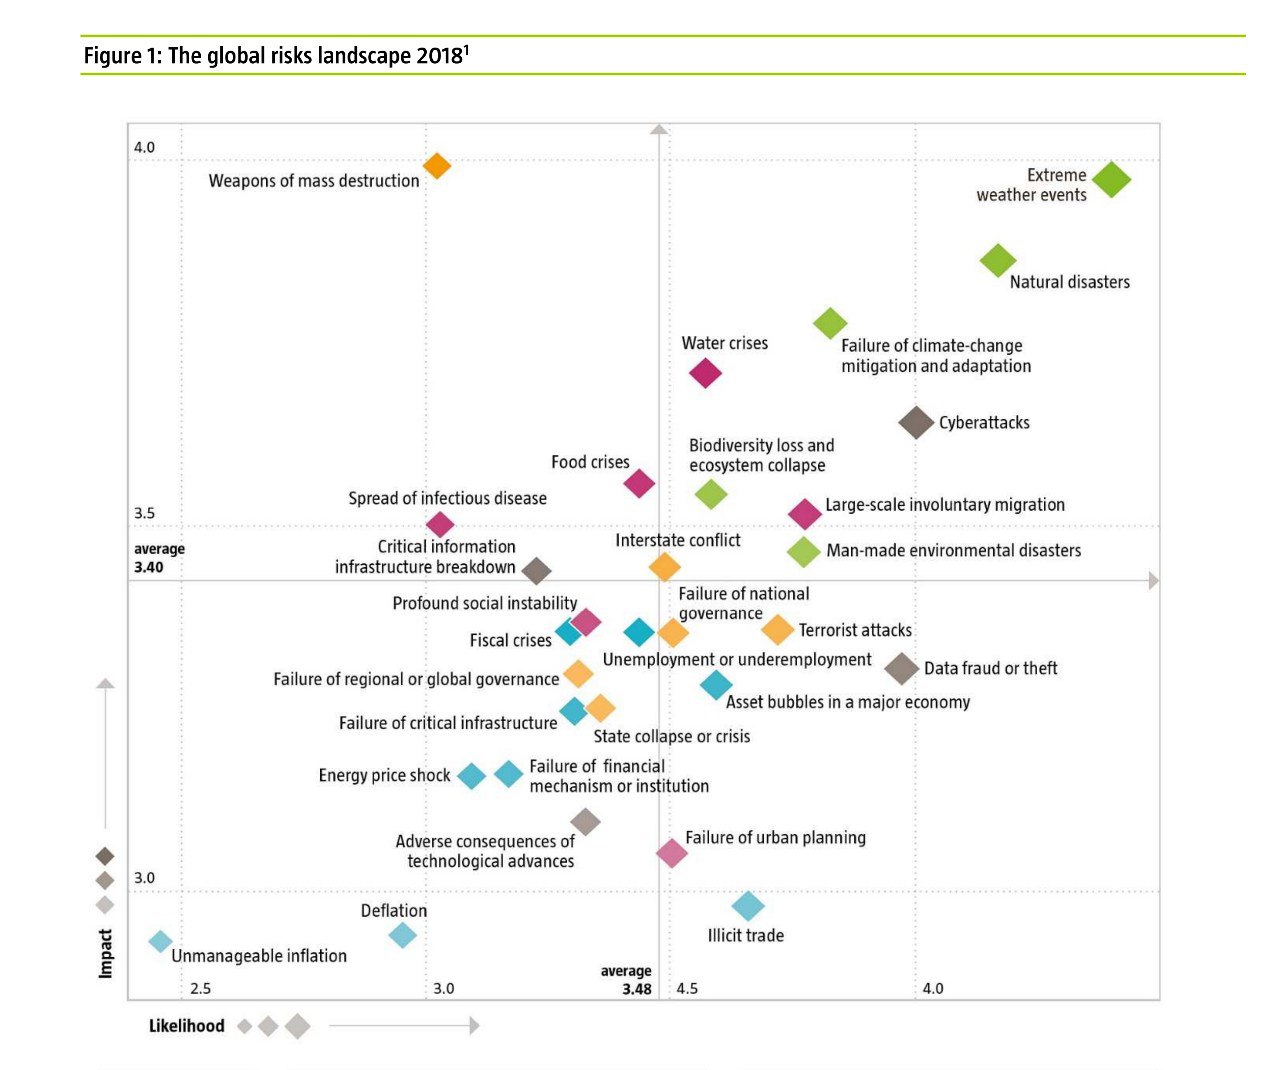 Figure 1: The global risks landscape 2018¹
4.0
Weapons of mass destruction
Extreme
weather events
Natural disasters
Water crises
Failure of climate-change
mitigation and adaptation
Cyberattacks
Biodiversity loss and
ecosystem collapse
Food crises
Spread of infectious disease
Large-scale involuntary migration
3.5
average
3.40
Interstate conflict
Critical information
infrastructure breakdown
Man-made environmental disasters
Profound social instability
Failure of national
governance
Fiscal crises
Terrorist attacks
Unemployment or underemployment
Data fraud or theft
Failure of regional or global governance
Asset bubbles in a major economy
Failure of critical infrastructure
State collapse or crisis
Energy price shock
Failure of financial
mechanism or institution
Adverse consequences of
technological advances
Failure of urban planning
3.0
Deflation
Illicit trade
Unmanageable inflation
Impact
average
3.48
2.5
3.0
4.5
4.0
Likelihood